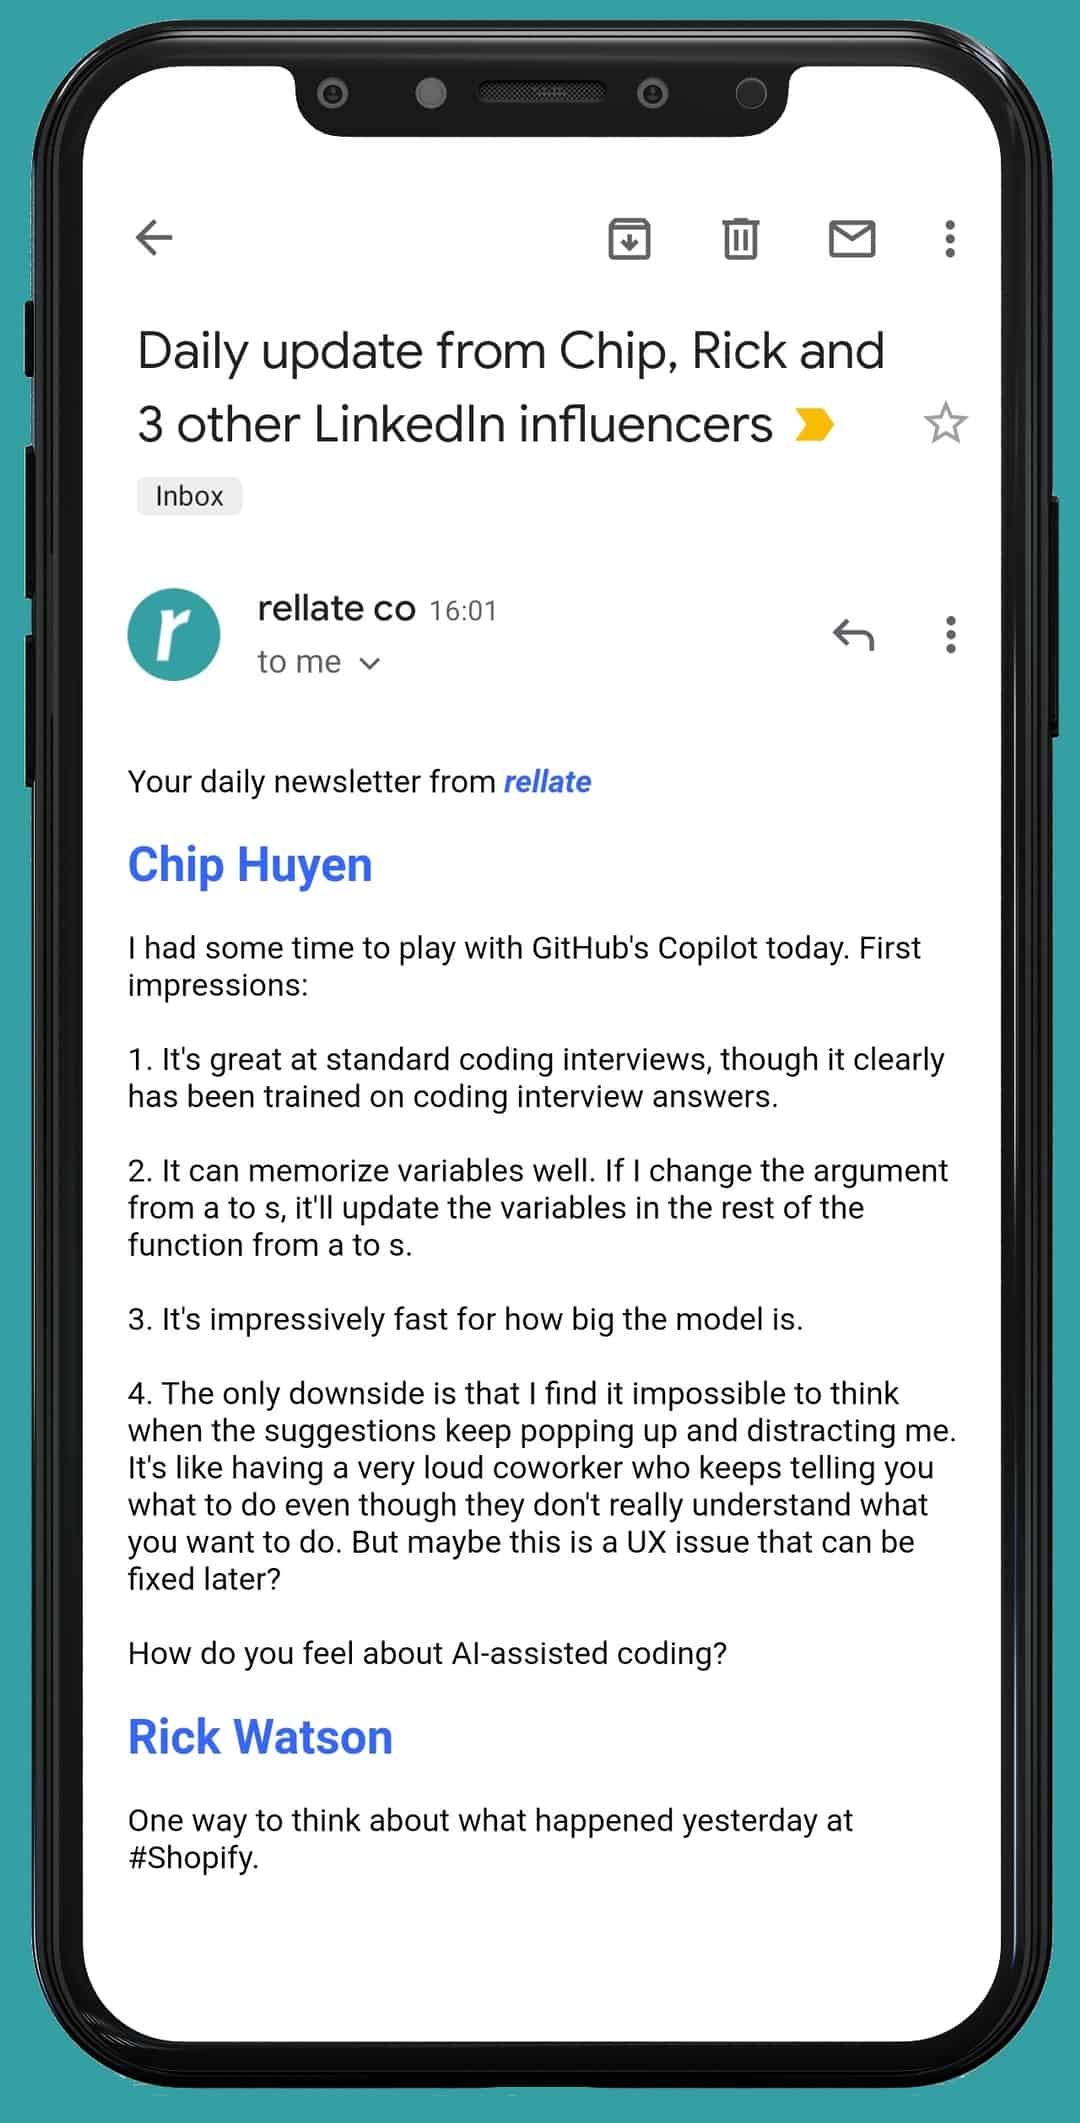 Daily update from Chip, Rick and
3 other LinkedIn influencers
Inbox
r
rellate co 16:01
to me
Your daily newsletter from rellate
Chip Huyen
I had some time to play with GitHub's Copilot today. First
impressions:
1. It's great at standard coding interviews, though it clearly
has been trained on coding interview answers.
2. It can memorize variables well. If I change the argument
from a to s, it'll update the variables in the rest of the
function from a to s.
3. It's impressively fast for how big the model is.
4. The only downside is that I find it impossible to think
when the suggestions keep popping up and distracting me.
It's like having a very loud coworker who keeps telling you
what to do even though they don't really understand what
you want to do. But maybe this is a UX issue that can be
fixed later?
How do you feel about AI-assisted coding?
Rick Watson
One way to think about what happened yesterday at
#Shopify.